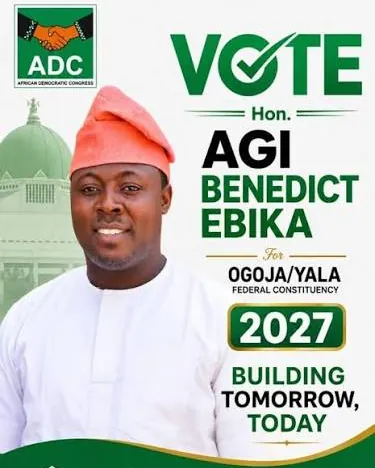 ADC
AFRICAN DEMOCRATIC CONGRESS
VOTE
Hon.
AGI
BENEDICT
EBIKA
For
OGOJA/YALA
FEDERAL CONSTITUENCY
2027
BUILDING
TOMORROW,
TODAY